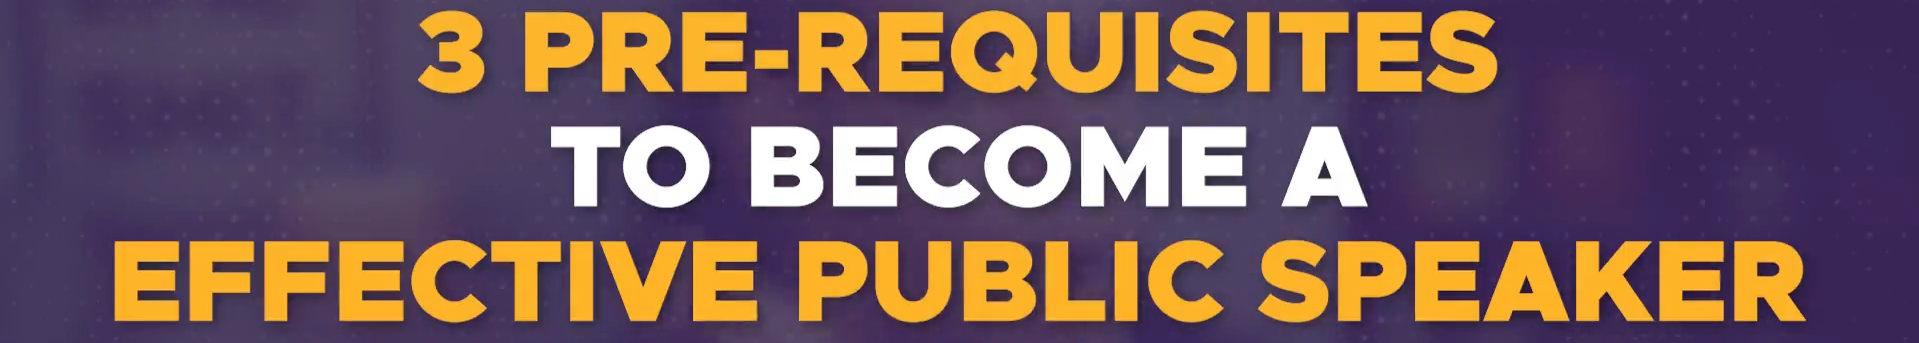 3 PRE-REQUISITES
TO BECOME A
EFFECTIVE PUBLIC SPEAKER